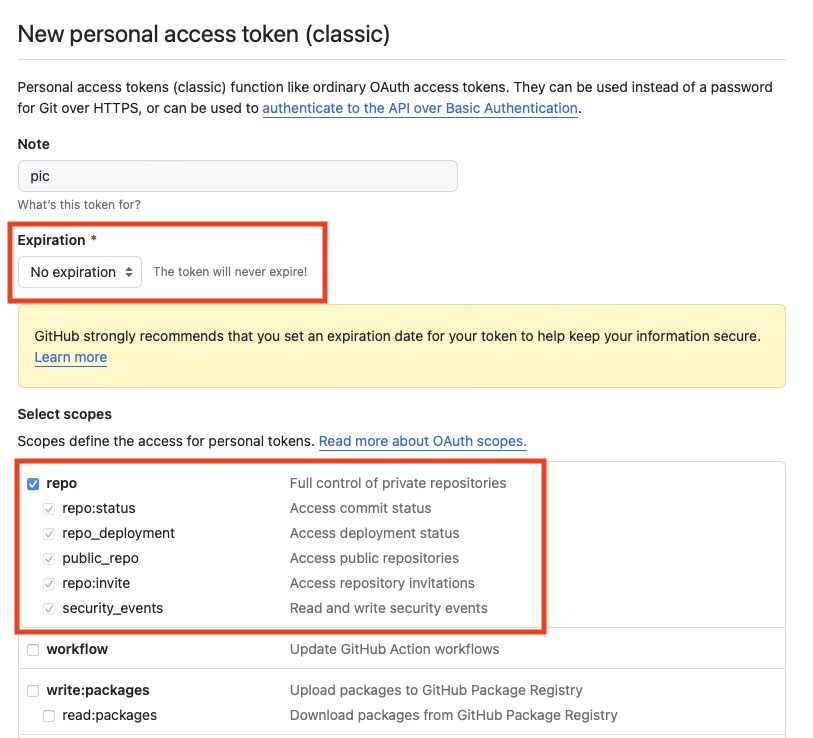 New personal access token (classic)
Personal access tokens (classic) function like ordinary OAuth access tokens. They can be used instead of a password
for Git over HTTPS, or can be used to authenticate to the API over Basic Authentication.
Note
pic
What's this token for?
Expiration *
No expiration The token will never expire!
GitHub strongly recommends that you set an expiration date for your token to help keep your information secure.
Learn more
Select scopes
Scopes define the access for personal tokens. Read more about OAuth scopes.
repo Full control of private repositories
repo:status Access commit status
repo_deployment Access deployment status
public_repo Access public repositories
repo:invite Access repository invitations
security_events Read and write security events
workflow Update GitHub Action workflows
write:packages Upload packages to GitHub Package Registry
read:packages Download packages from GitHub Package Registry